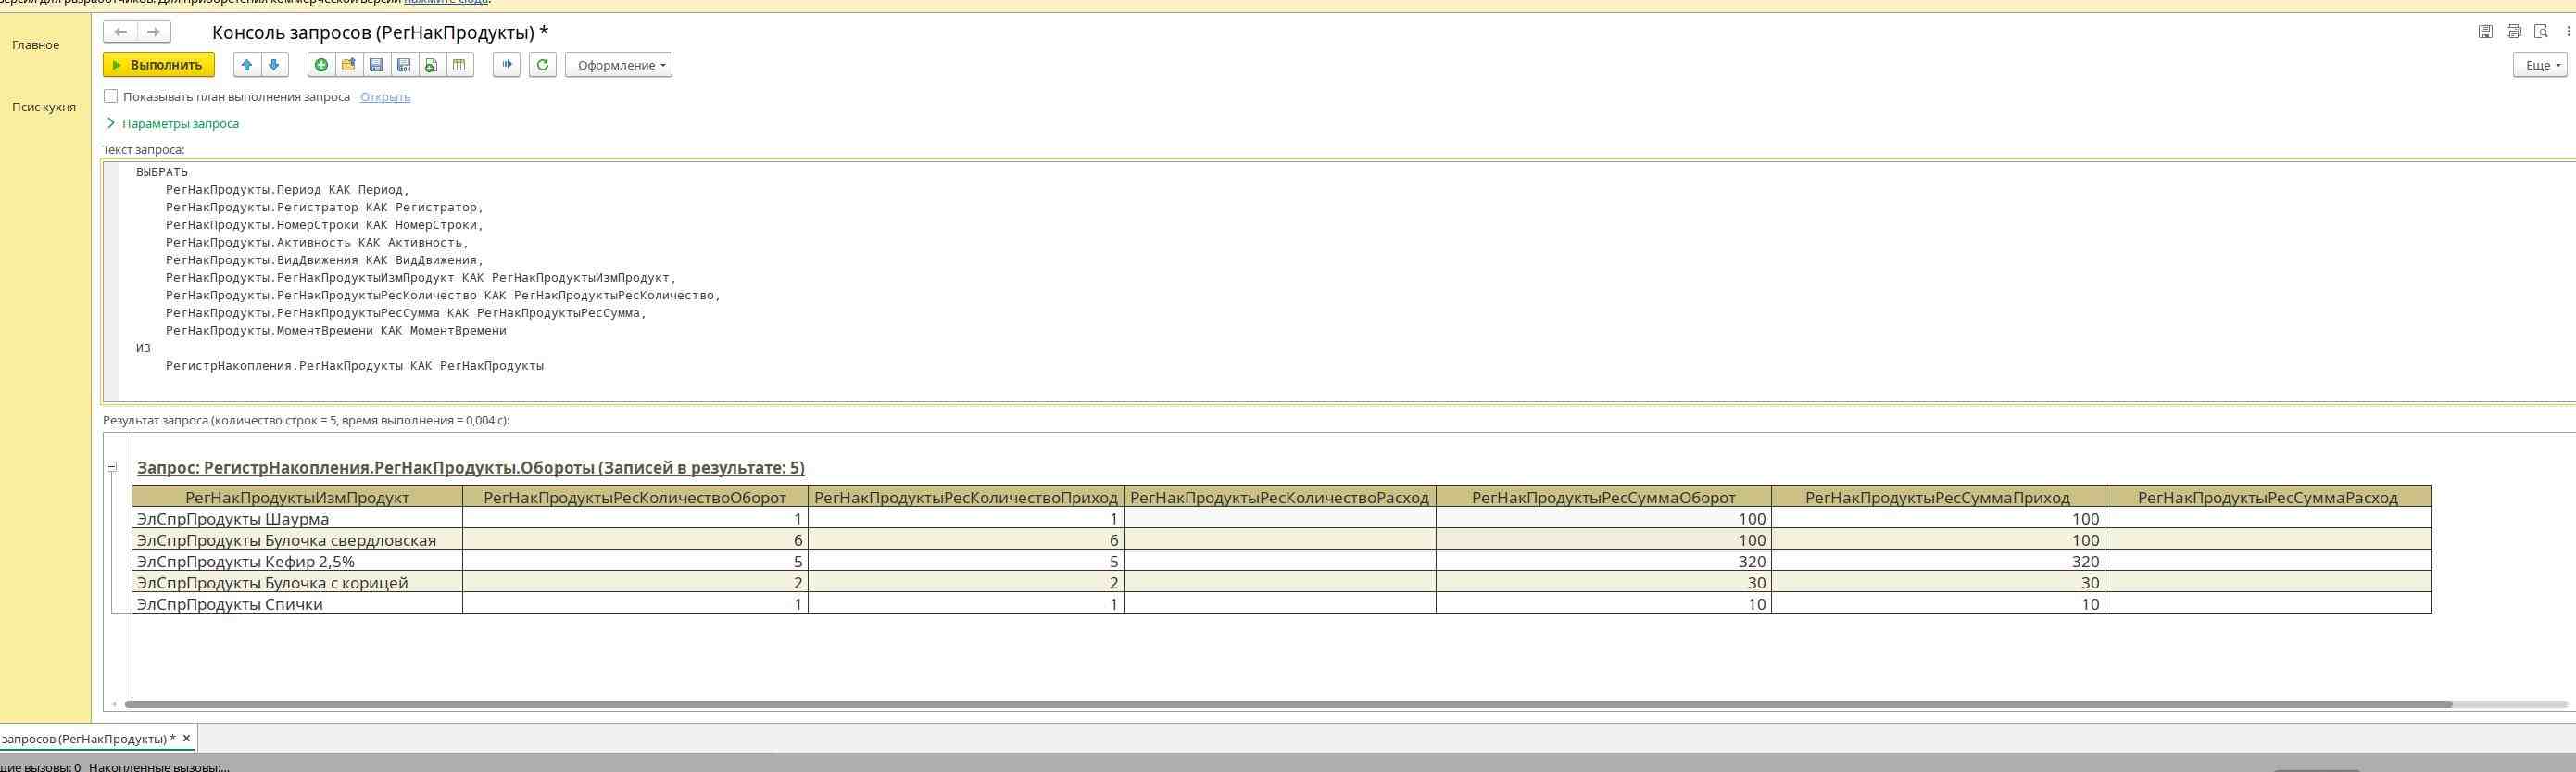 версия для разработчиков. Для приобретения коммерческой версии нажмите сюда.
Главное
Псис кухня
Консоль запросов (РегНакПродукты) *
Выполнить
Оформление
Еще
Показывать план выполнения запроса Открыть
Параметры запроса
Текст запроса:
ВЫБРАТЬ
РегНакПродукты.Период КАК Период,
РегНакПродукты.Регистратор КАК Регистратор,
РегНакПродукты.НомерСтроки КАК НомерСтроки,
РегНакПродукты.Активность КАК Активность,
РегНакПродукты.ВидДвижения КАК ВидДвижения,
РегНакПродукты.РегНакПродуктыИзмПродукт КАК РегНакПродуктыИзмПродукт,
РегНакПродукты.РегНакПродуктыРесКоличество КАК РегНакПродуктыРесКоличество,
РегНакПродукты.РегНакПродуктыРесСумма КАК РегНакПродуктыРесСумма,
РегНакПродукты.МоментВремени КАК МоментВремени
ИЗ
РегистрНакопления.РегНакПродукты КАК РегНакПродукты
Результат запроса (количество строк = 5, время выполнения = 0,004 с):
Запрос: РегистрНакопления.РегНакПродукты.Обороты (Записей в результате: 5)
РегНакПродуктыИзмПродукт РегНакПродуктыРесКоличествоОборот РегНакПродуктыРесКоличествоПриход РегНакПродуктыРесКоличествоРасход РегНакПродуктыРесСуммаОборот РегНакПродуктыРесСуммаПриход РегНакПродуктыРесСуммаРасход
ЭлСпрПродукты Шаурма 1 1 100 100
ЭлСпрПродукты Булочка свердловская 6 6 100 100
ЭлСпрПродукты Кефир 2,5% 5 5 320 320
ЭлСпрПродукты Булочка с корицей 2 2 30 30
ЭлСпрПродукты Спички 1 1 10 10
запросов (РегНакПродукты) * ×
щие вызовы: 0 Накопленные вызовы:...